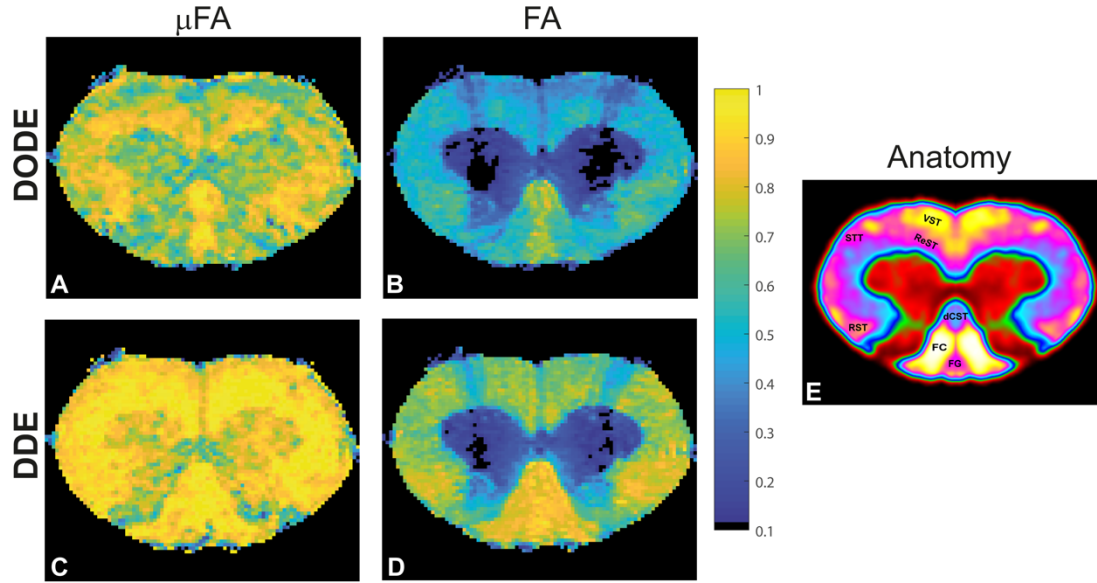 μFA
FA
DODE
A
B
DDE
C
D
1
0.9
0.8
0.7
0.6
0.5
0.4
0.3
0.2
0.1
Anatomy
VST
STT
ReST
dCST
RST
FC
FG
E